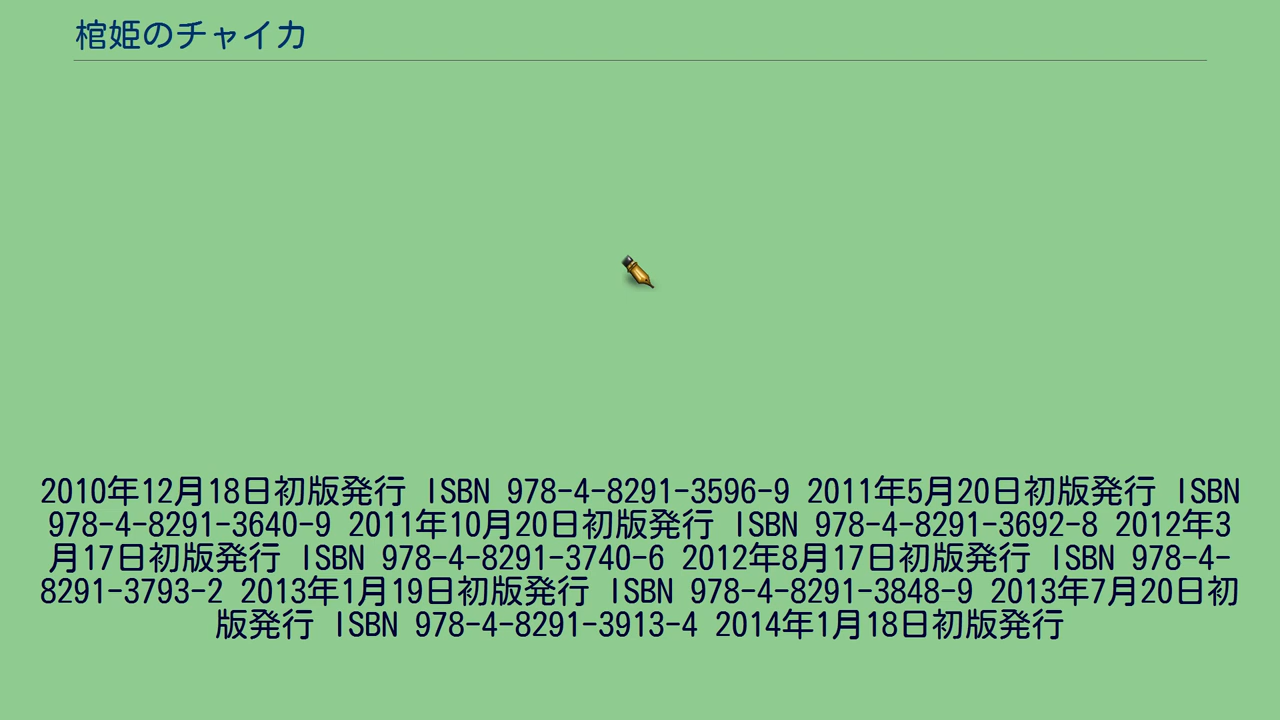 棺姫のチャイカ
2010年12月18日初版発行 ISBN 978-4-8291-3596-9 2011年5月20日初版発行 ISBN
978-4-8291-3640-9 2011年10月20日初版発行 ISBN 978-4-8291-3692-8 2012年3
月17日初版発行 ISBN 978-4-8291-3740-6 2012年8月17日初版発行 ISBN 978-4-
8291-3793-2 2013年1月19日初版発行 ISBN 978-4-8291-3848-9 2013年7月20日初
版発行 ISBN 978-4-8291-3913-4 2014年1月18日初版発行